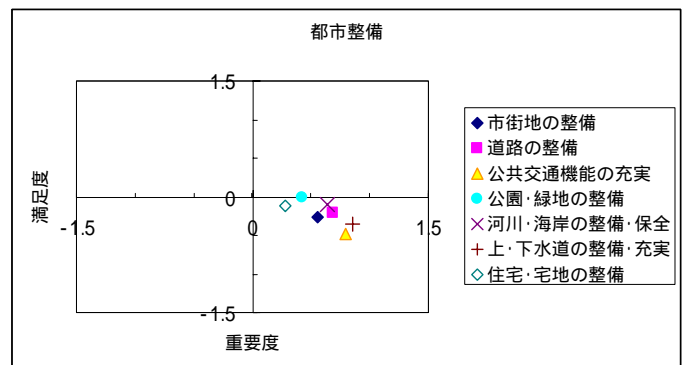 都市整備
1.5
0
-1.5
0
1.5
-1.5
満足度
重要度
市街地の整備
道路の整備
公共交通機能の充実
公園･緑地の整備
河川･海岸の整備･保全
上･下水道の整備･充実
住宅･宅地の整備